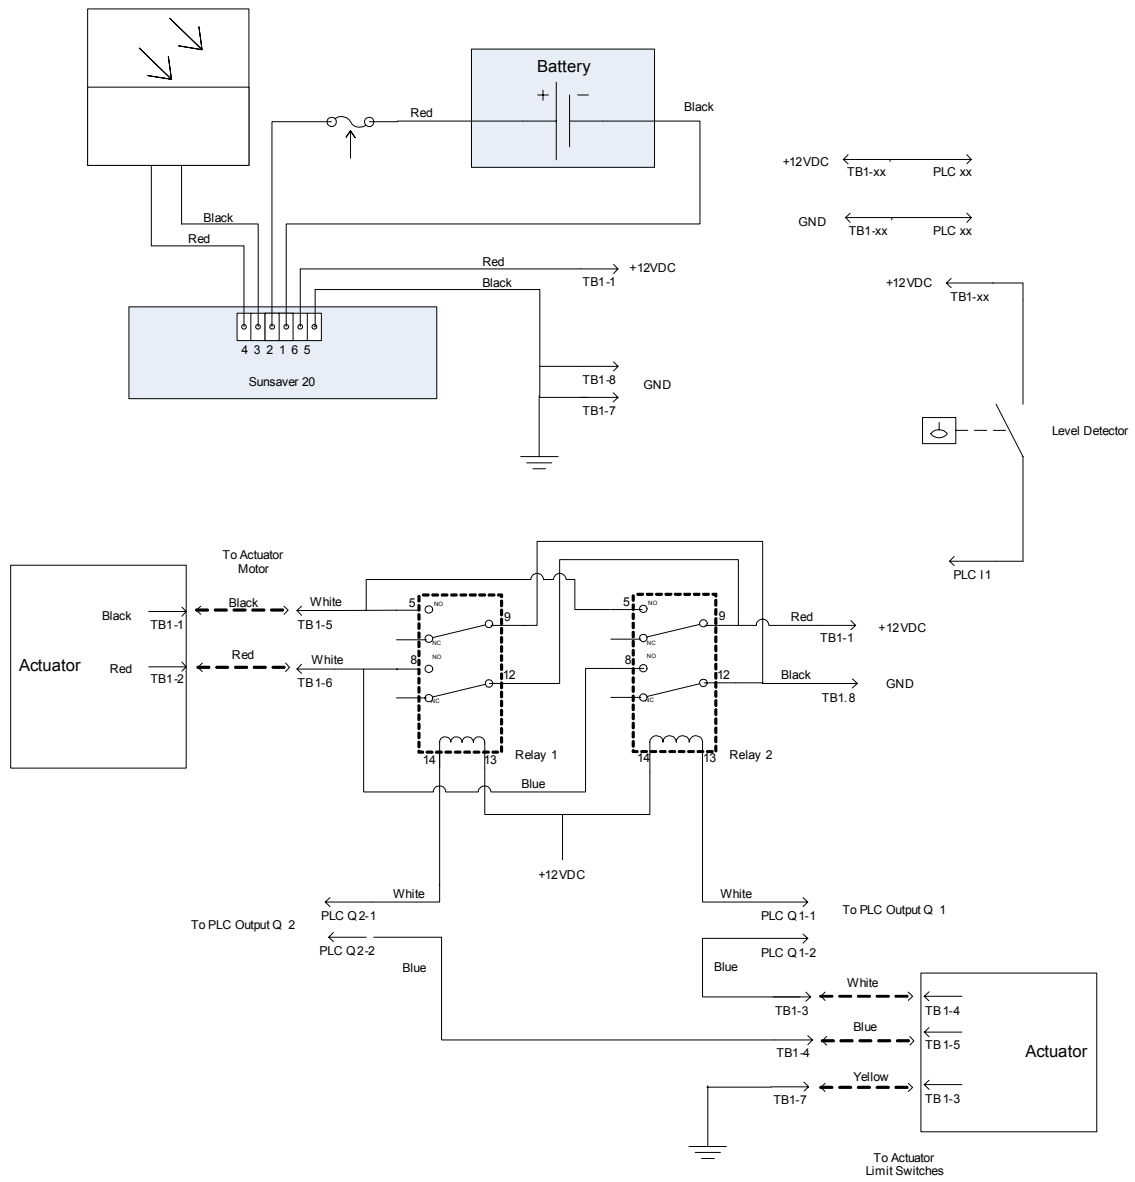 Battery
+ −
Red
Black
+12VDC
TB1-xx
PLC xx
GND
TB1-xx
PLC xx
Black
Red
Red
+12VDC
TB1-1
Black
+12VDC
TB1-xx
4 3 2 1 6 5
Sunsaver 20
TB1-8
GND
TB1-7
Level Detector
PLC I1
To Actuator
Motor
Black
TB1-1
Black
White
TB1-5
Actuator
Red
TB1-2
Red
White
TB1-6
5
NO
9
NC
8
NO
12
NC
14
13
Relay 1
5
NO
9
NC
8
NO
12
NC
14
13
Relay 2
Red
TB1-1
+12VDC
Black
TB1.8
GND
Blue
+12VDC
White
PLC Q2-1
To PLC Output Q 2
PLC Q2-2
Blue
White
PLC Q1-1
To PLC Output Q 1
PLC Q1-2
Blue
TB1-3
White
TB1-4
TB1-4
Blue
TB1-5
Actuator
TB1-7
Yellow
TB1-3
To Actuator
Limit Switches